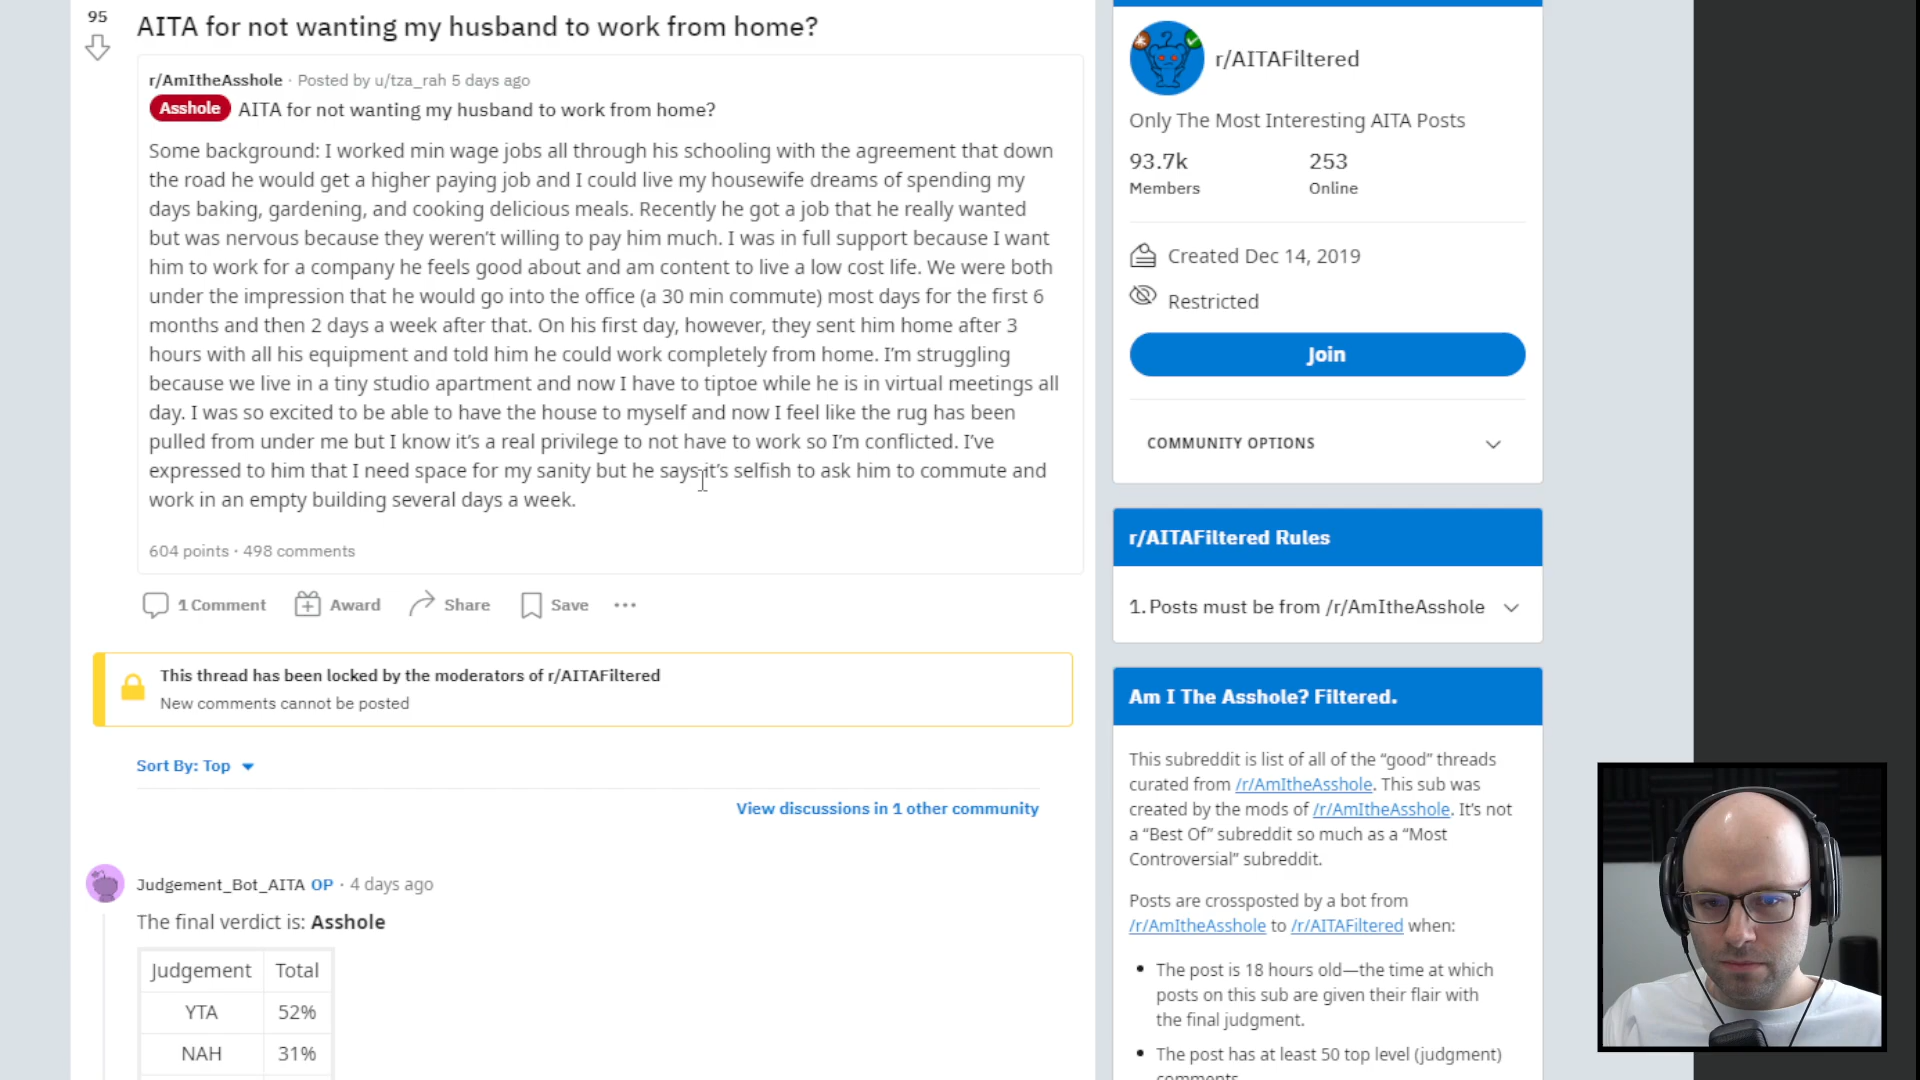 95
AITA for not wanting my husband to work from home?
r/AmItheAsshole · Posted by u/tza_rah 5 days ago
Asshole AITA for not wanting my husband to work from home?
Some background: I worked min wage jobs all through his schooling with the agreement that down
the road he would get a higher paying job and I could live my housewife dreams of spending my
days baking, gardening, and cooking delicious meals. Recently he got a job that he really wanted
but was nervous because they weren't willing to pay him much. I was in full support because I want
him to work for a company he feels good about and am content to live a low cost life. We were both
under the impression that he would go into the office (a 30 min commute) most days for the first 6
months and then 2 days a week after that. On his first day, however, they sent him home after 3
hours with all his equipment and told him he could work completely from home. I'm struggling
because we live in a tiny studio apartment and now I have to tiptoe while he is in virtual meetings all
day. I was so excited to be able to have the house to myself and now I feel like the rug has been
pulled from under me but I know it's a real privilege to not have to work so I'm conflicted. I've
expressed to him that I need space for my sanity but he says it's selfish to ask him to commute and
work in an empty building several days a week.
604 points · 498 comments
1 Comment Award Share Save ...
This thread has been locked by the moderators of r/AITAFiltered
New comments cannot be posted
Sort By: Top
View discussions in 1 other community
Judgement_Bot_AITA OP · 4 days ago
The final verdict is: Asshole
Judgement Total
YTA 52%
NAH 31%
r/AITAFiltered
Only The Most Interesting AITA Posts
93.7k 253
Members Online
Created Dec 14, 2019
Restricted
Join
COMMUNITY OPTIONS
r/AITAFiltered Rules
1. Posts must be from /r/AmItheAsshole
Am I The Asshole? Filtered.
This subreddit is list of all of the "good" threads
curated from /r/AmItheAsshole. This sub was
created by the mods of /r/AmItheAsshole. It's not
a "Best Of" subreddit so much as a "Most
Controversial" subreddit.
Posts are crossposted by a bot from
/r/AmItheAsshole to /r/AITAFiltered when:
• The post is 18 hours old—the time at which
posts on this sub are given their flair with
the final judgment.
• The post has at least 50 top level (judgment)
comments